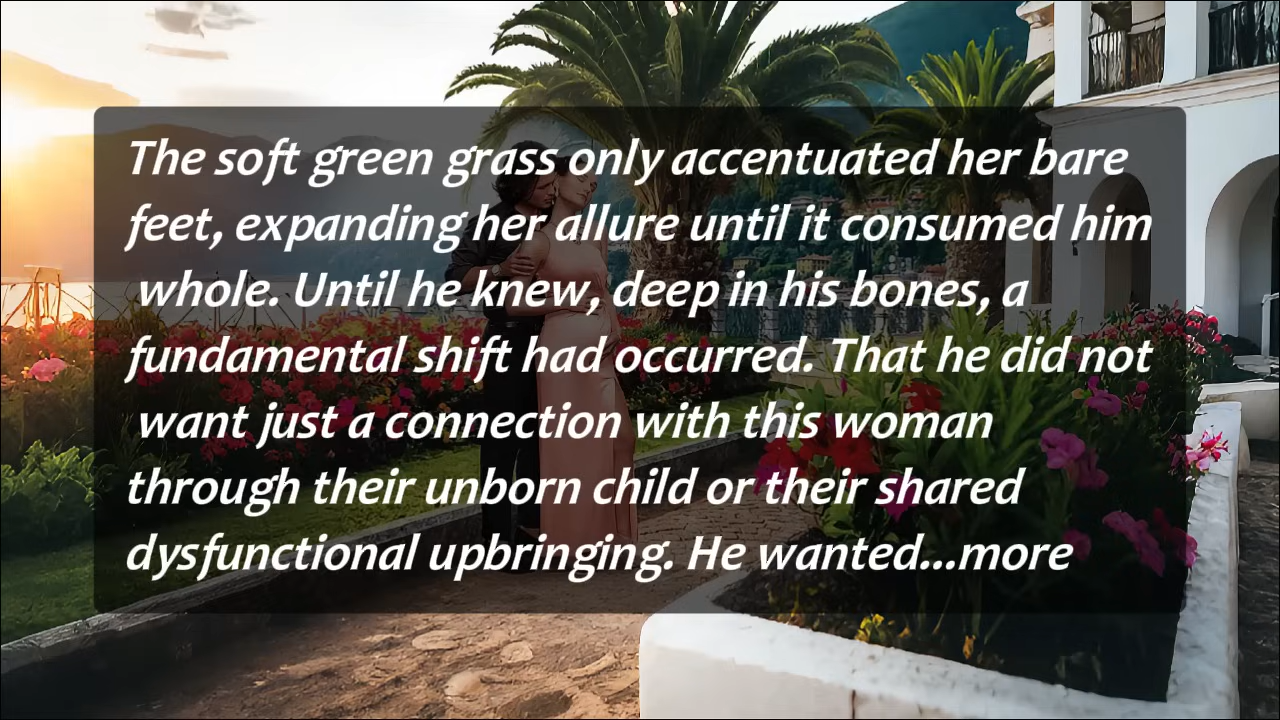 The soft green grass only accentuated her bare
feet, expanding her allure until it consumed him
whole. Until he knew, deep in his bones, a
fundamental shift had occurred. That he did not
want just a connection with this woman
through their unborn child or their shared
dysfunctional upbringing. He wanted...more